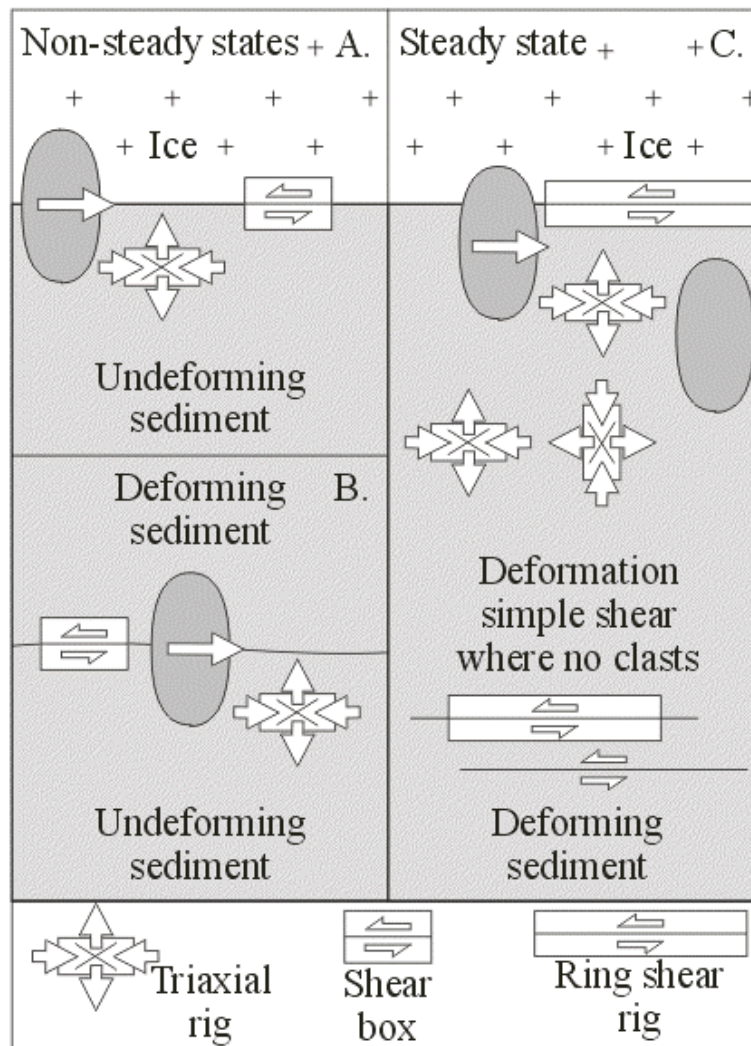 Non-steady states + A.
+ + + +
+ Ice + +
Undeforming
sediment
Deforming B.
sediment
Undeforming
sediment
Steady state + + C.
+ + + +
+ + + Ice +
Deformation
simple shear
where no clasts
Deforming
sediment
Triaxial
rig
Shear
box
Ring shear
rig